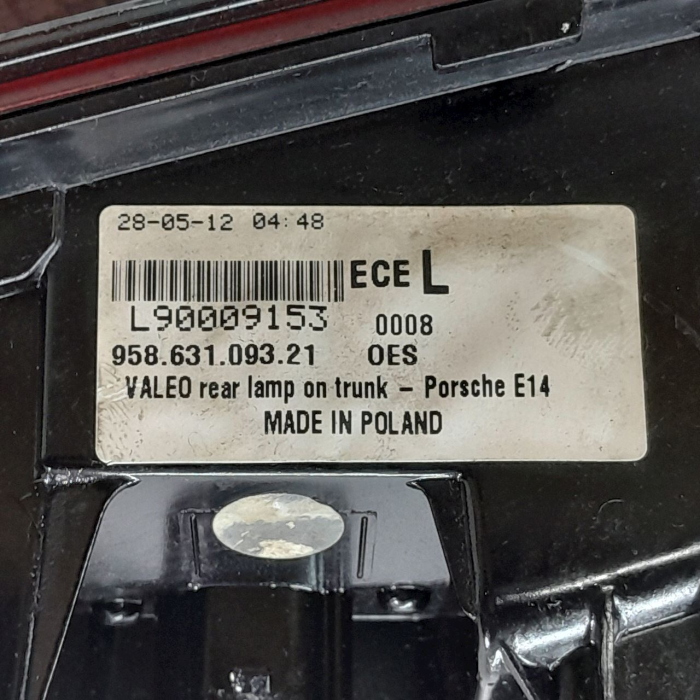 28-05-12 04:48
ECE L
L90009153 0008
958.631.093.21 OES
VALEO rear lamp on trunk – Porsche E14
MADE IN POLAND